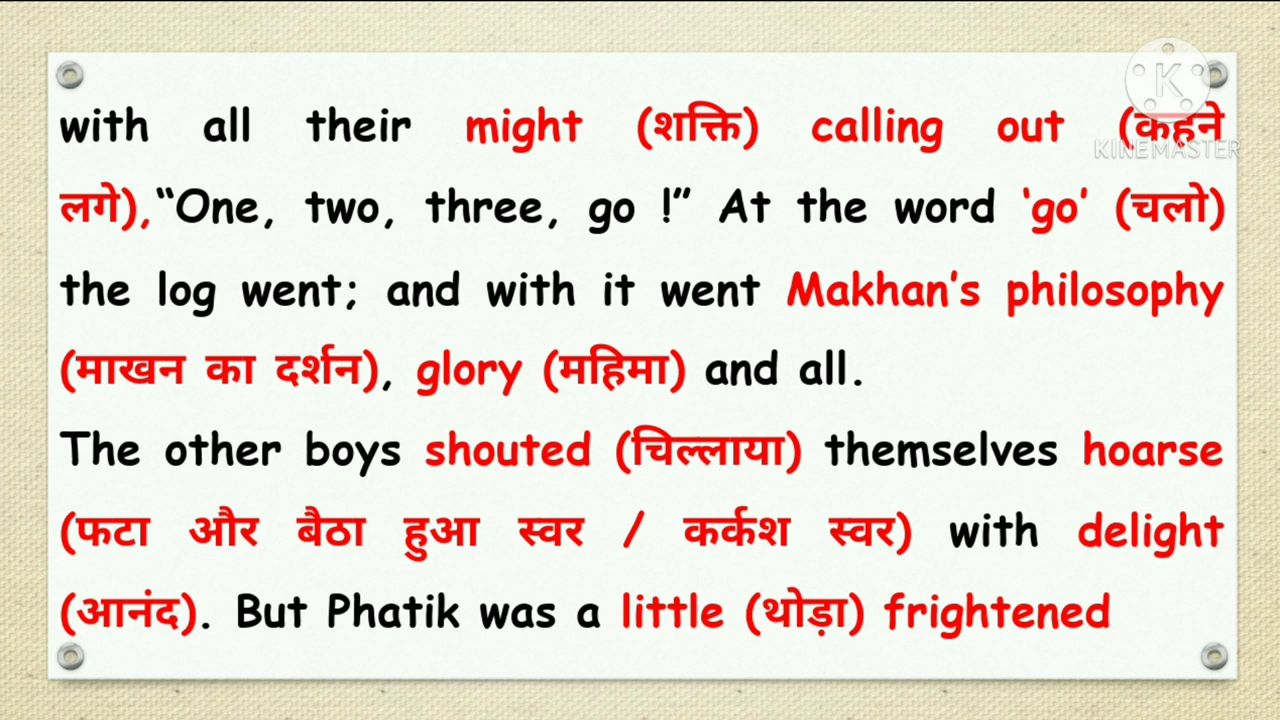 with all their might (शक्ति) calling out (कहने
लगे),“One, two, three, go !” At the word ‘go’ (चलो)
the log went; and with it went Makhan’s philosophy
(माखन का दर्शन), glory (महिमा) and all.
The other boys shouted (चिल्लाया) themselves hoarse
(फटा और बैठा हुआ स्वर / कर्कश स्वर) with delight
(आनंद). But Phatik was a little (थोड़ा) frightened
K
KINEMASTER